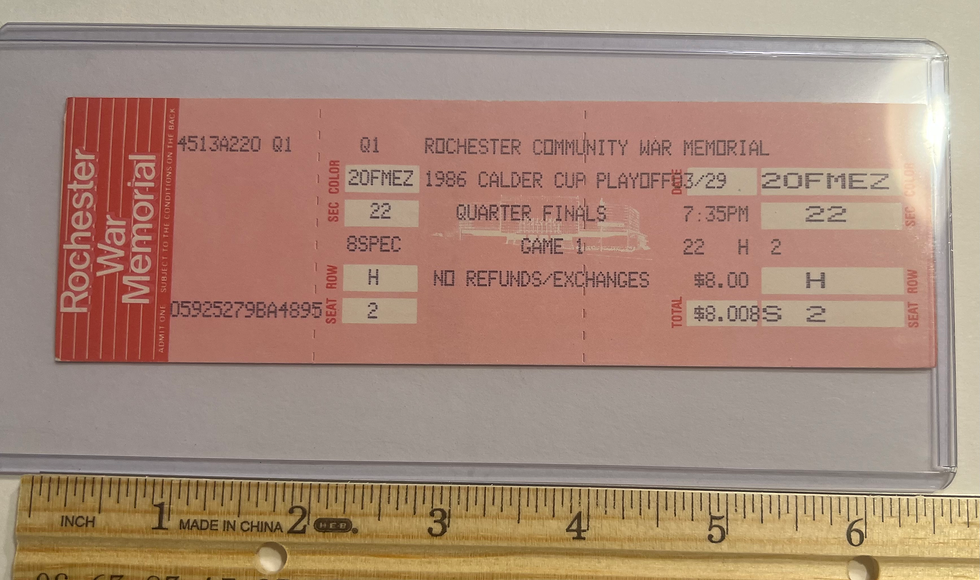 Rochester
War
Memorial
ADMIT ONE SUBJECT TO THE CONDITIONS ON THE BACK
4513A220 Q1
05925279BA4895
Q1
SEC COLOR
20FMEZ
22
8SPEC
SEAT ROW
H
2
ROCHESTER COMMUNITY WAR MEMORIAL
1986 CALDER CUP PLAYOFF
03/29
QUARTER FINALS 7:35PM
GAME 1 22 H 2
NO REFUNDS/EXCHANGES $8.00
TOTAL $8.008S
SEC COLOR
20FMEZ
22
SEAT ROW
H
2
INCH 1 MADE IN CHINA 2 H-E-B. 3 4 5 6